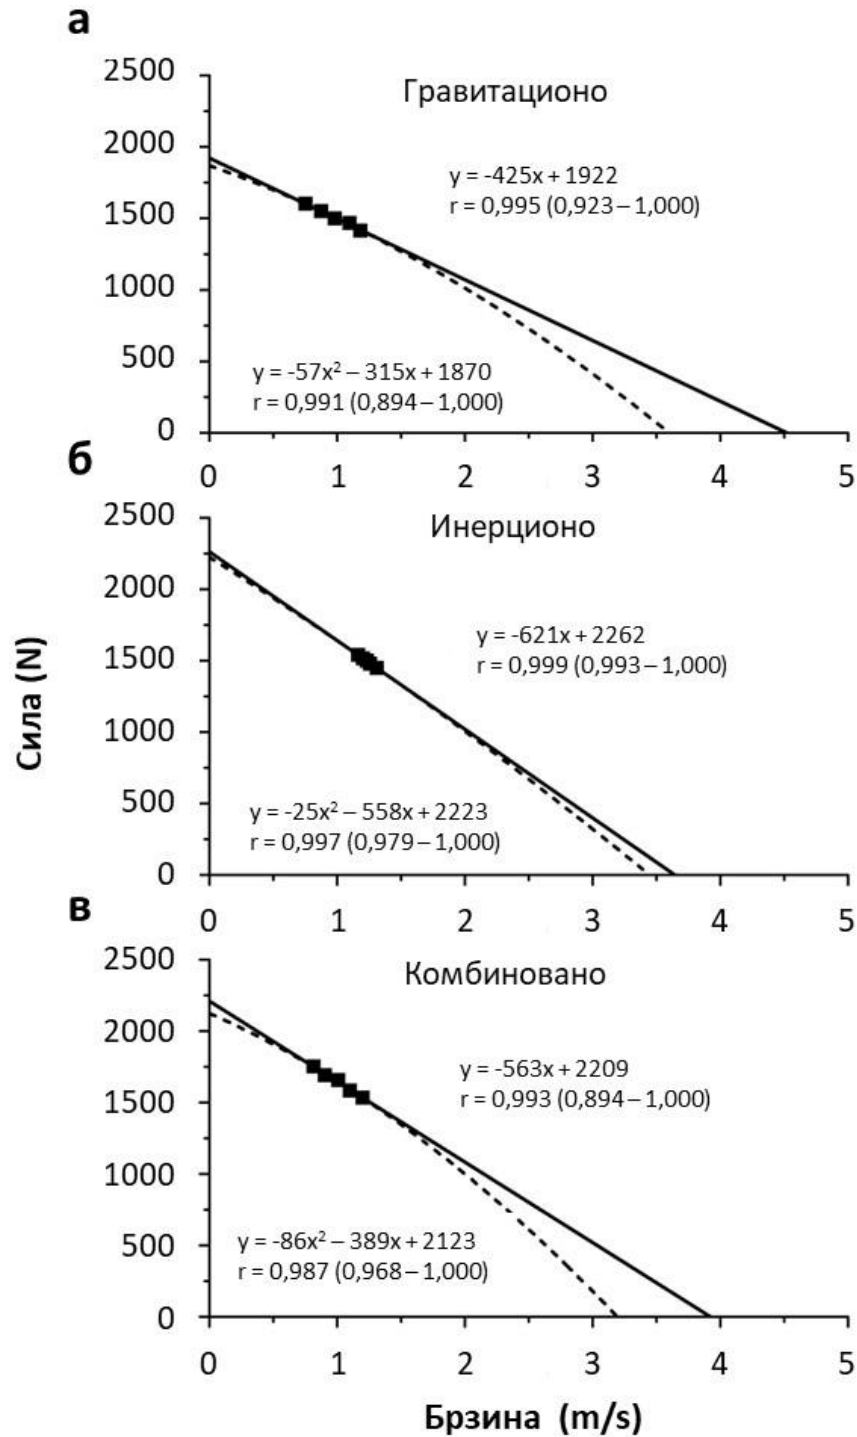 а
2500
2000
1500
1000
500
0
Гравитационо
y = -425x + 1922
r = 0,995 (0,923 – 1,000)
y = -57x² – 315x + 1870
r = 0,991 (0,894 – 1,000)
0 1 2 3 4 5
б
2500
2000
1500
1000
500
0
Инерционо
y = -621x + 2262
r = 0,999 (0,993 – 1,000)
y = -25x² – 558x + 2223
r = 0,997 (0,979 – 1,000)
0 1 2 3 4 5
Сила (N)
в
2500
2000
1500
1000
500
0
Комбиновано
y = -563x + 2209
r = 0,993 (0,894 – 1,000)
y = -86x² – 389x + 2123
r = 0,987 (0,968 – 1,000)
0 1 2 3 4 5
Брзина (m/s)